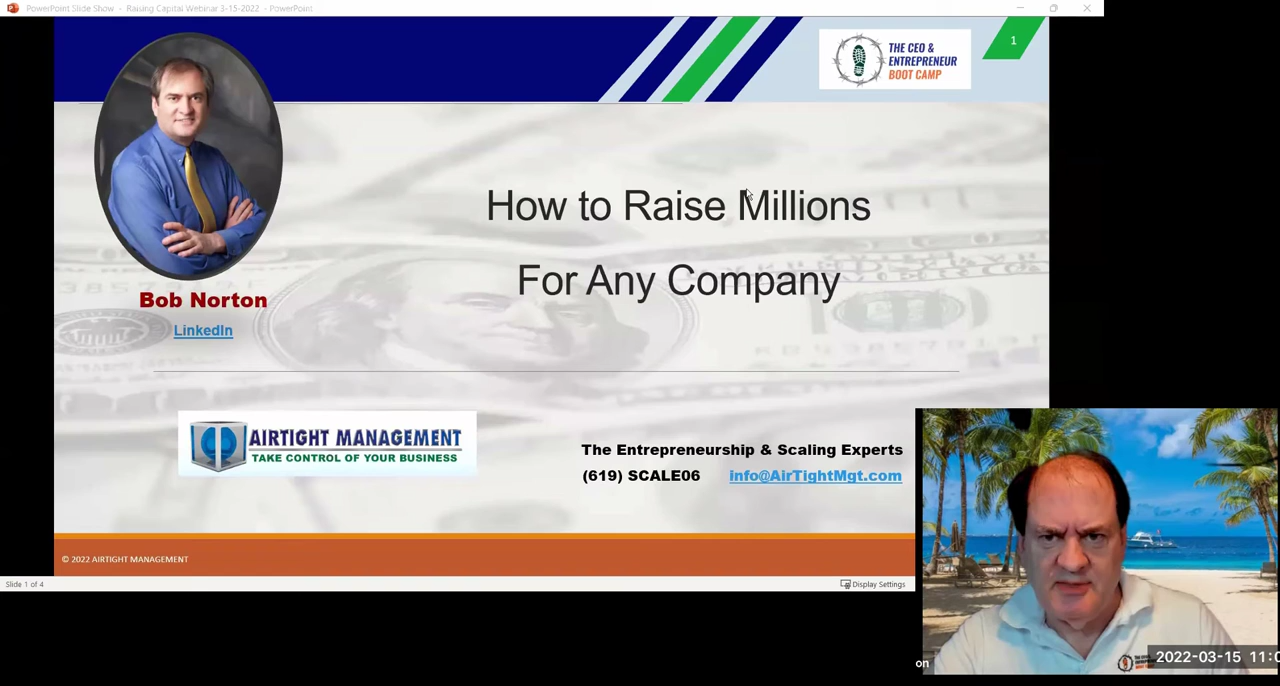 PowerPoint Slide Show - Raising Capital Webinar 3-15-2022 - PowerPoint
1
THE CEO &
ENTREPRENEUR
BOOT CAMP
How to Raise Millions
For Any Company
Bob Norton
LinkedIn
AIRTIGHT MANAGEMENT
TAKE CONTROL OF YOUR BUSINESS
The Entrepreneurship & Scaling Experts
(619) SCALE06 info@AirTightMgt.com
© 2022 AIRTIGHT MANAGEMENT
Slide 1 of 4
Display Settings
on
2022-03-15 11:0